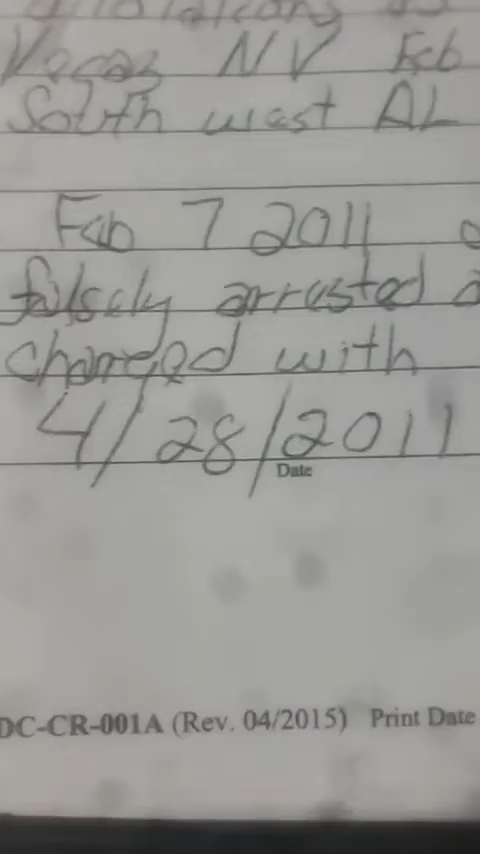 Vegas NV Feb
South west AL
Feb 7 2011
falsely arrested
charged with
4/28/2011
Date
DC-CR-001A (Rev. 04/2015) Print Date